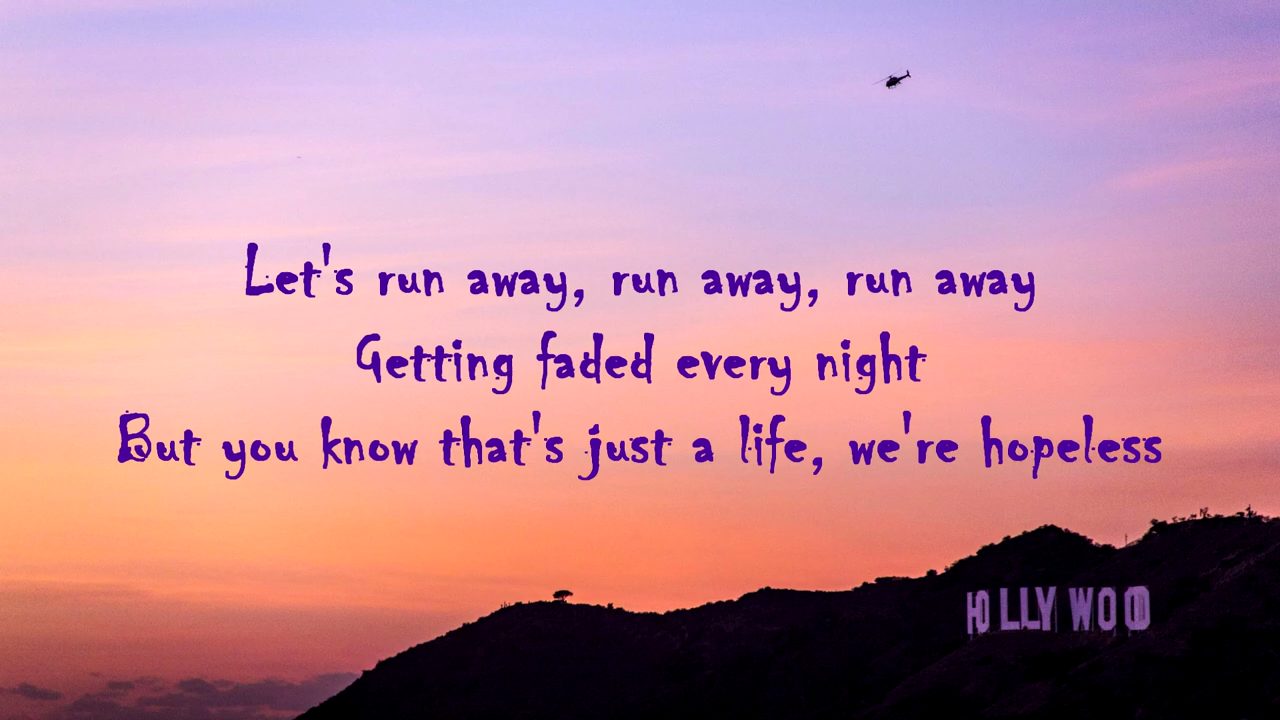 Let's run away, run away, run away
Getting faded every night
But you know that's just a life, we're hopeless
HOLLYWOOD